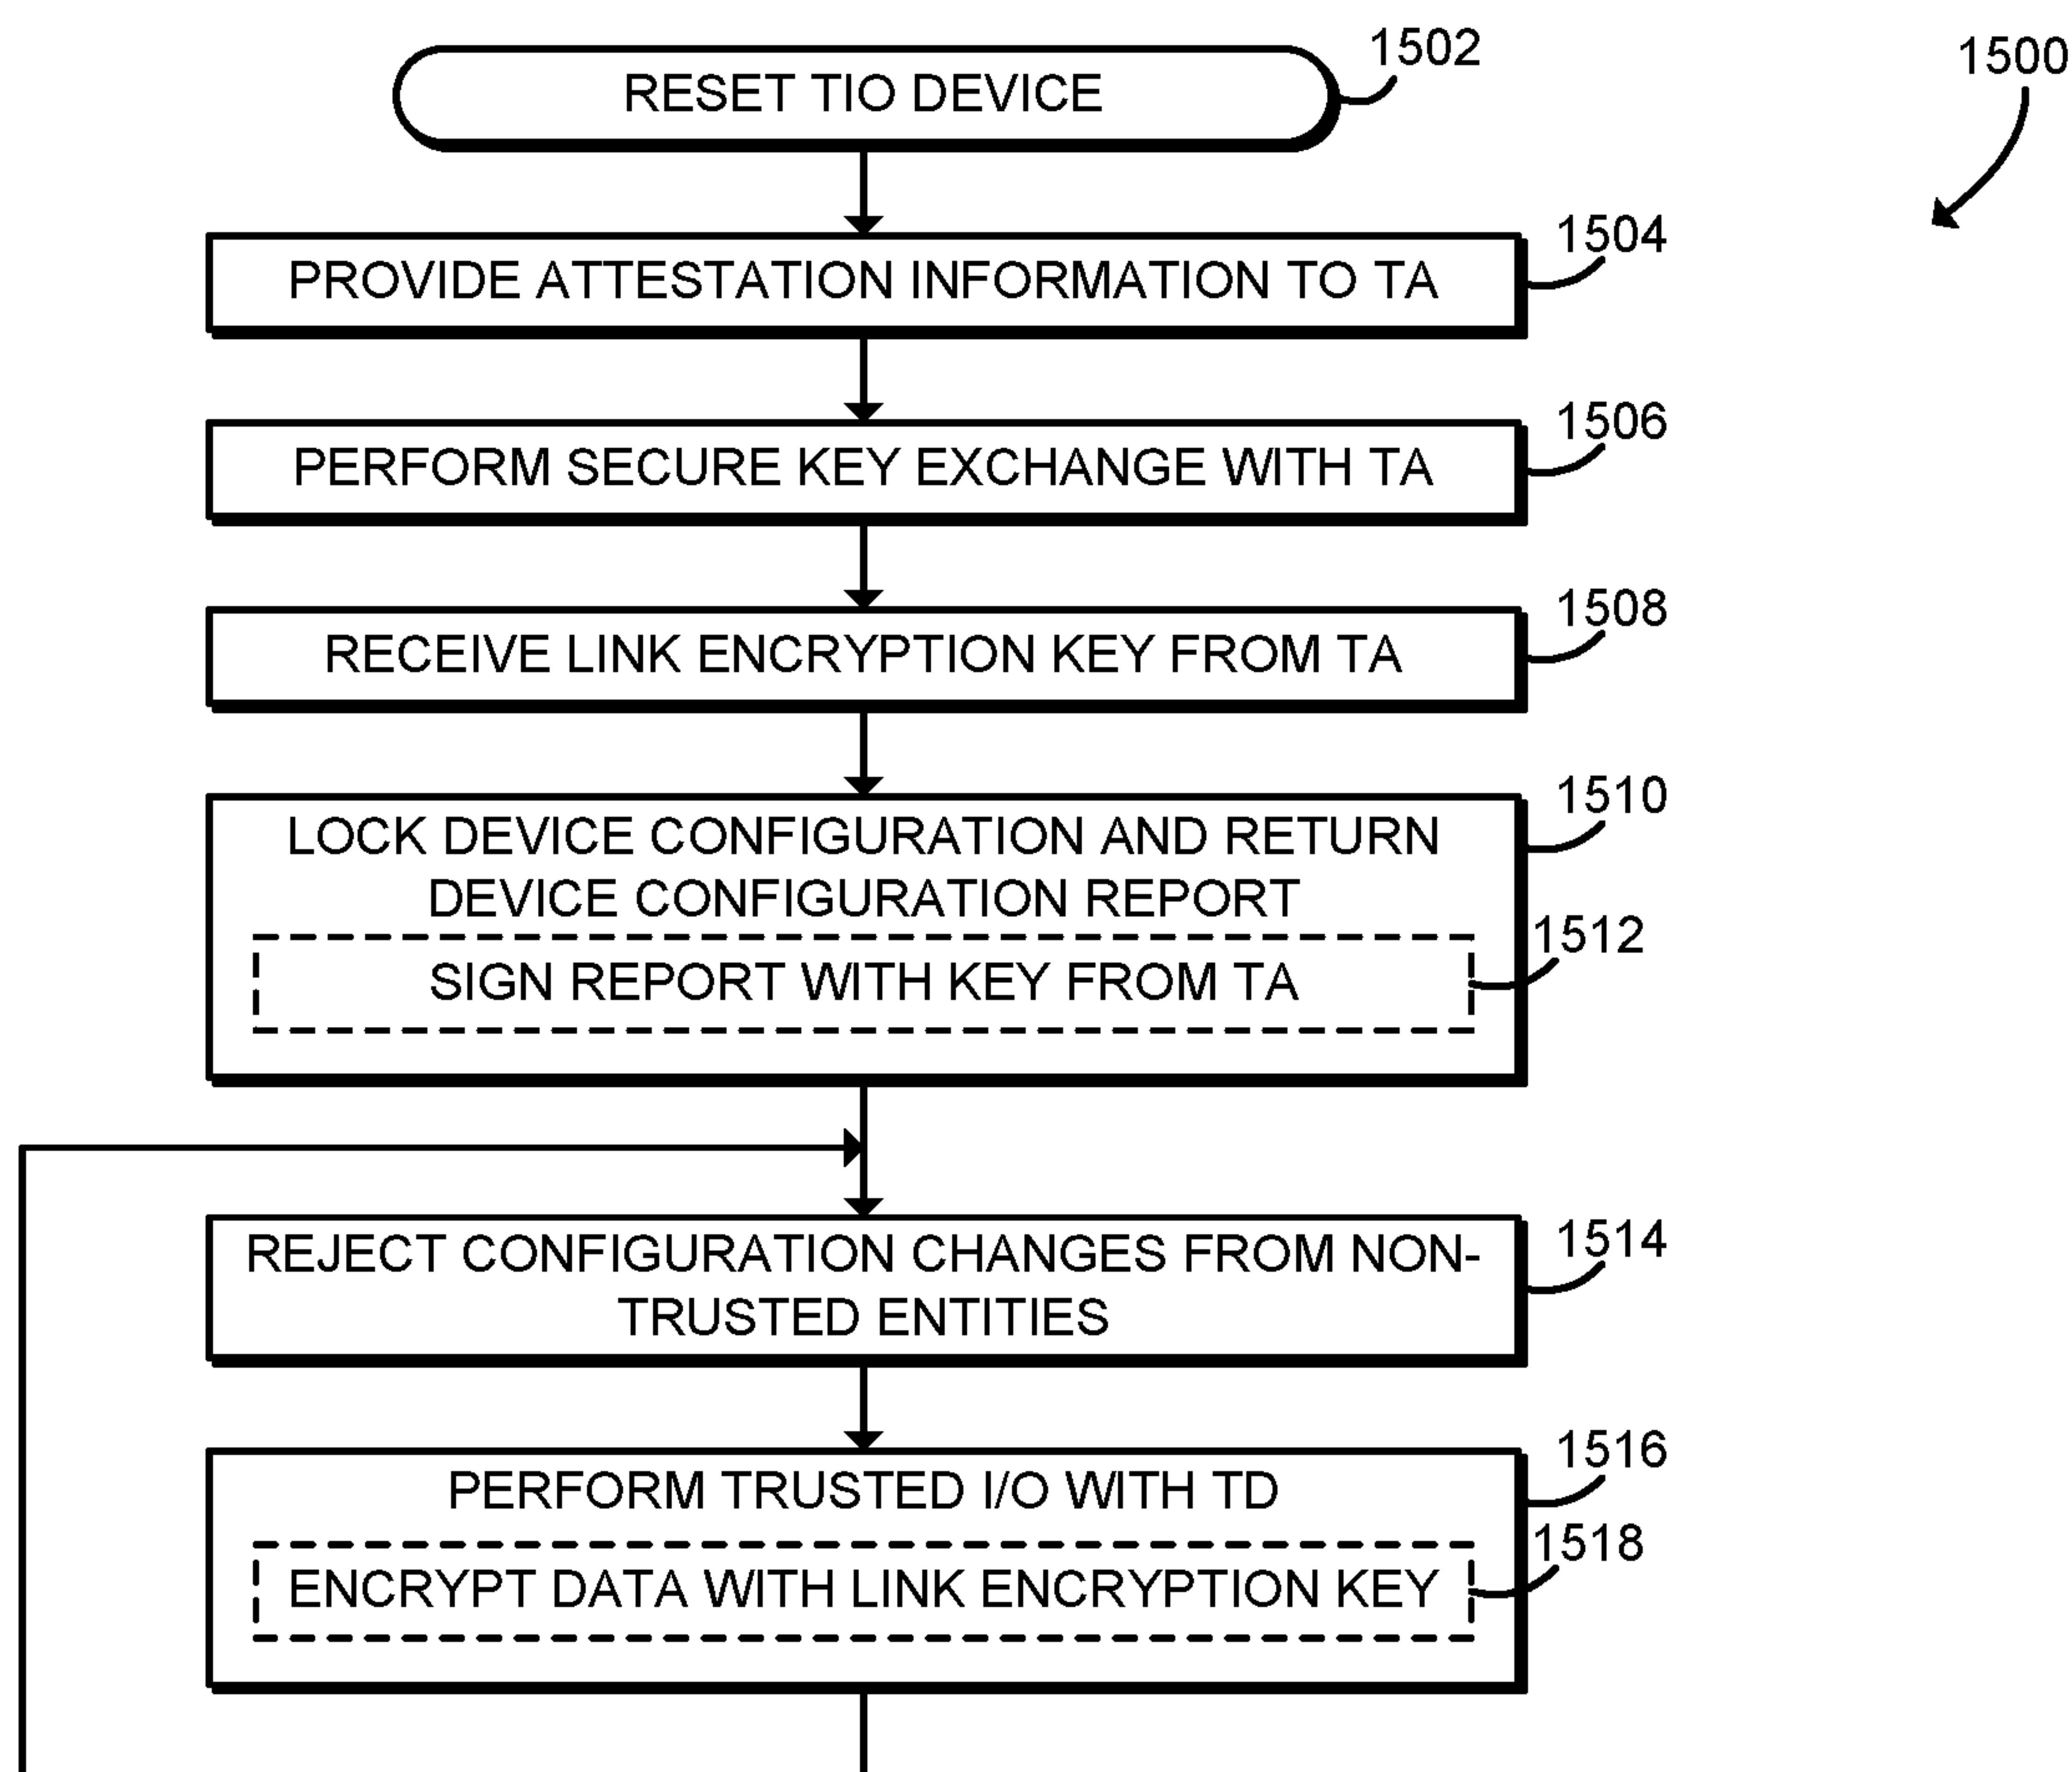 1502
1500
RESET TIO DEVICE
1504
PROVIDE ATTESTATION INFORMATION TO TA
1506
PERFORM SECURE KEY EXCHANGE WITH TA
1508
RECEIVE LINK ENCRYPTION KEY FROM TA
1510
LOCK DEVICE CONFIGURATION AND RETURN
DEVICE CONFIGURATION REPORT
1512
SIGN REPORT WITH KEY FROM TA
1514
REJECT CONFIGURATION CHANGES FROM NON-
TRUSTED ENTITIES
1516
PERFORM TRUSTED I/O WITH TD
1518
ENCRYPT DATA WITH LINK ENCRYPTION KEY